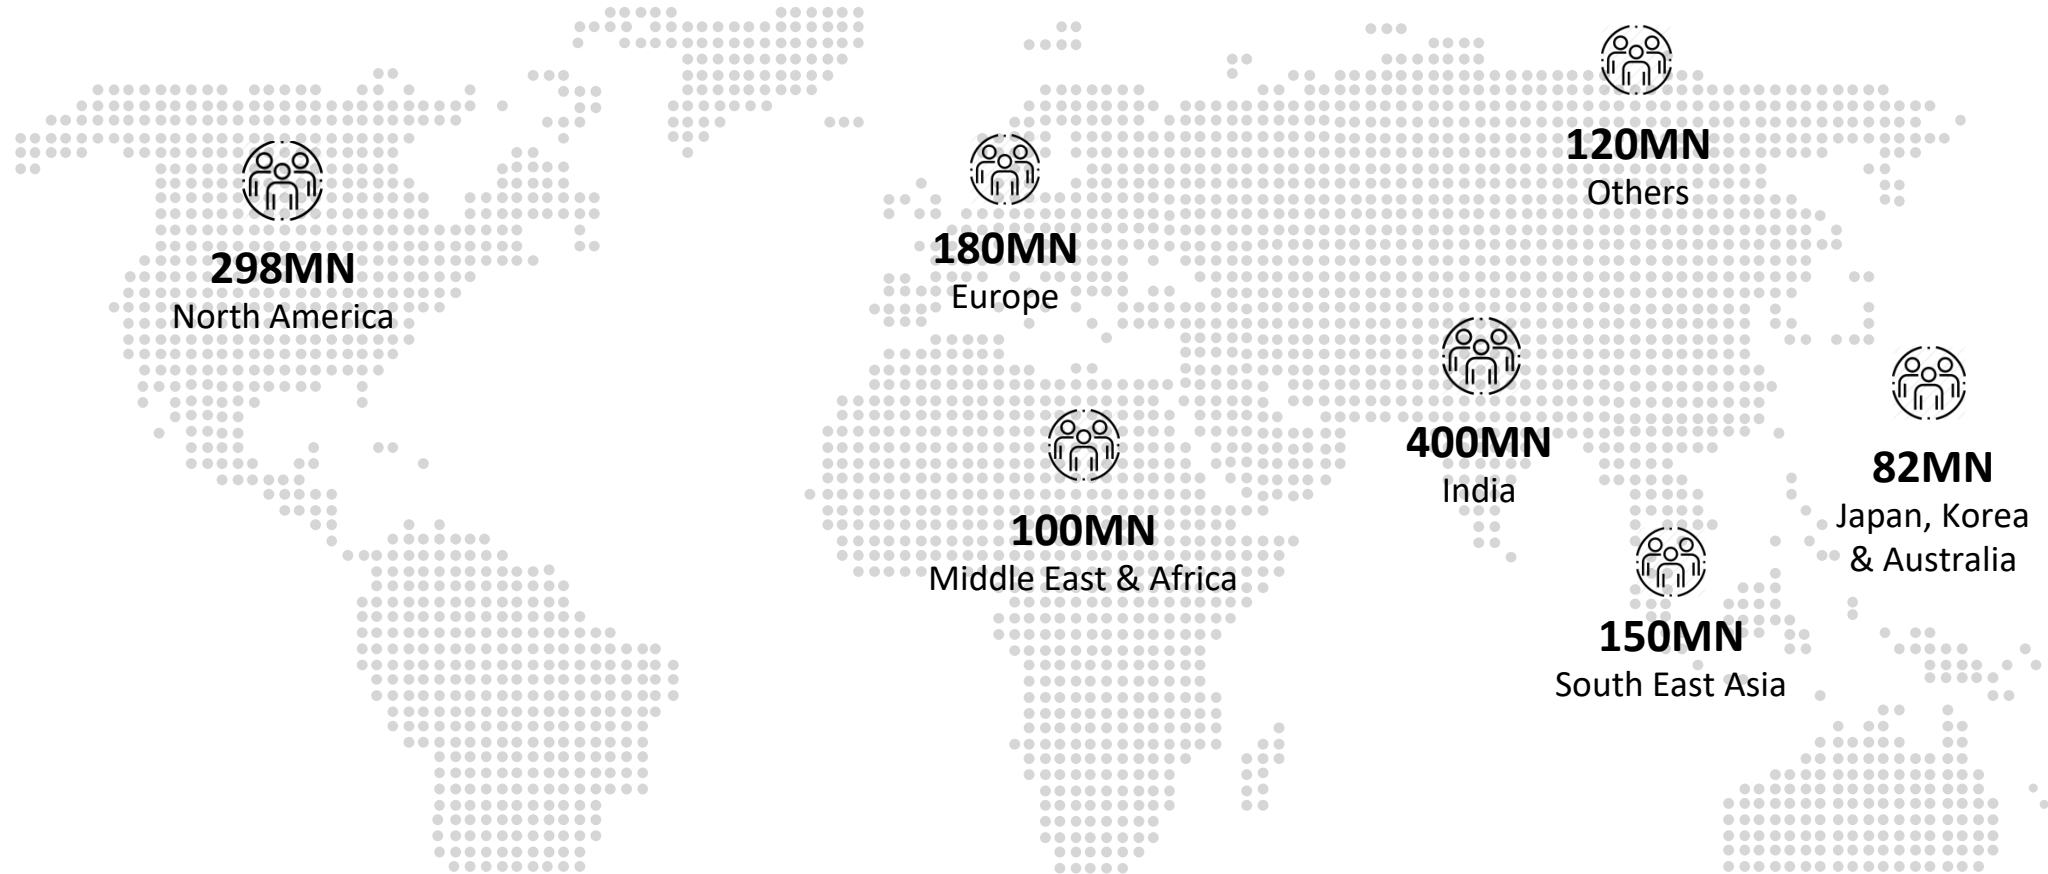 120MN
Others
298MN
North America
180MN
Europe
400MN
India
82MN
Japan, Korea
& Australia
100MN
Middle East & Africa
150MN
South East Asia